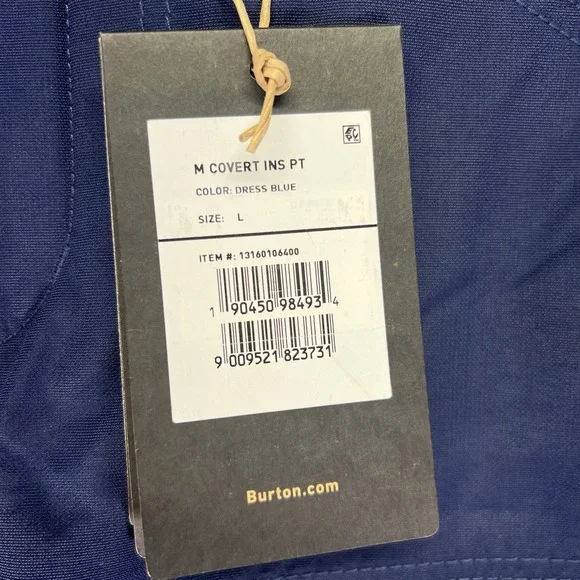 M COVERT INS PT
COLOR: DRESS BLUE
SIZE: L
ITEM #: 13160106400
1 90450 98493 4
9 009521 823731
Burton.com